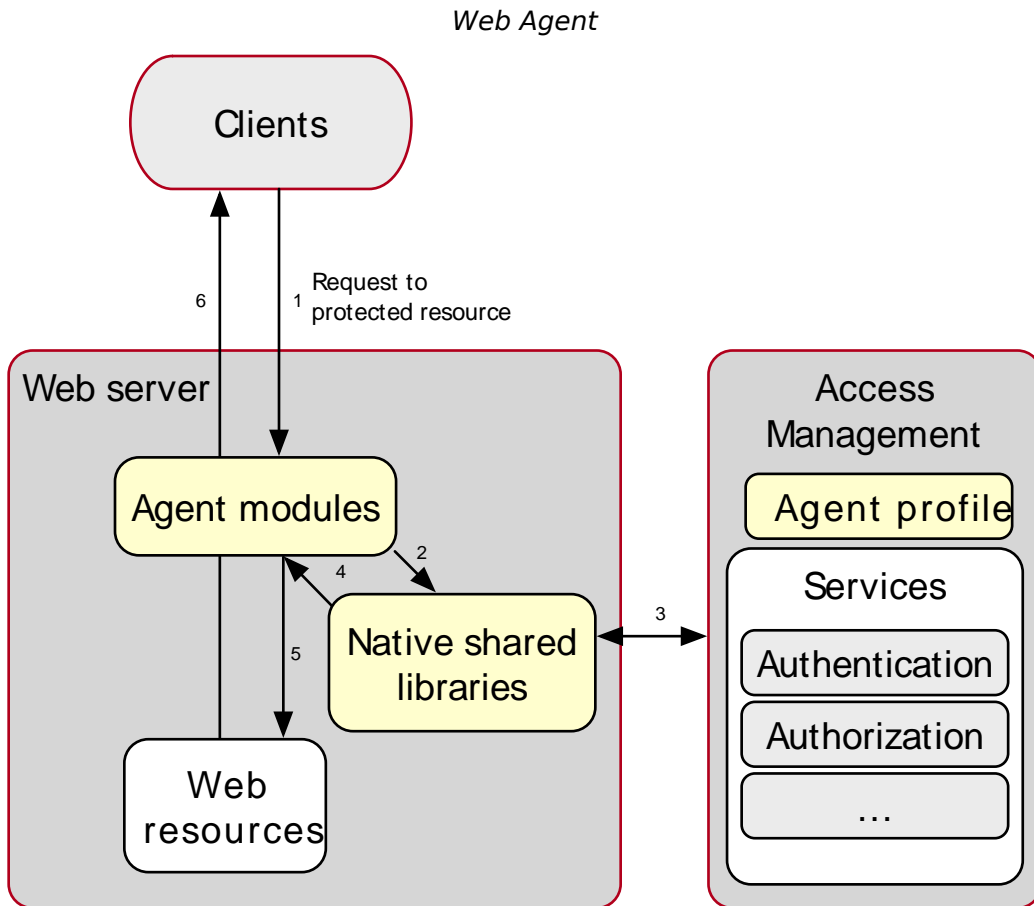 Web Agent
Clients
6
1
Request to
protected resource
Web server
Agent modules
2
4
Native shared
libraries
3
5
Web
resources
Access
Management
Agent profile
Services
Authentication
Authorization
...